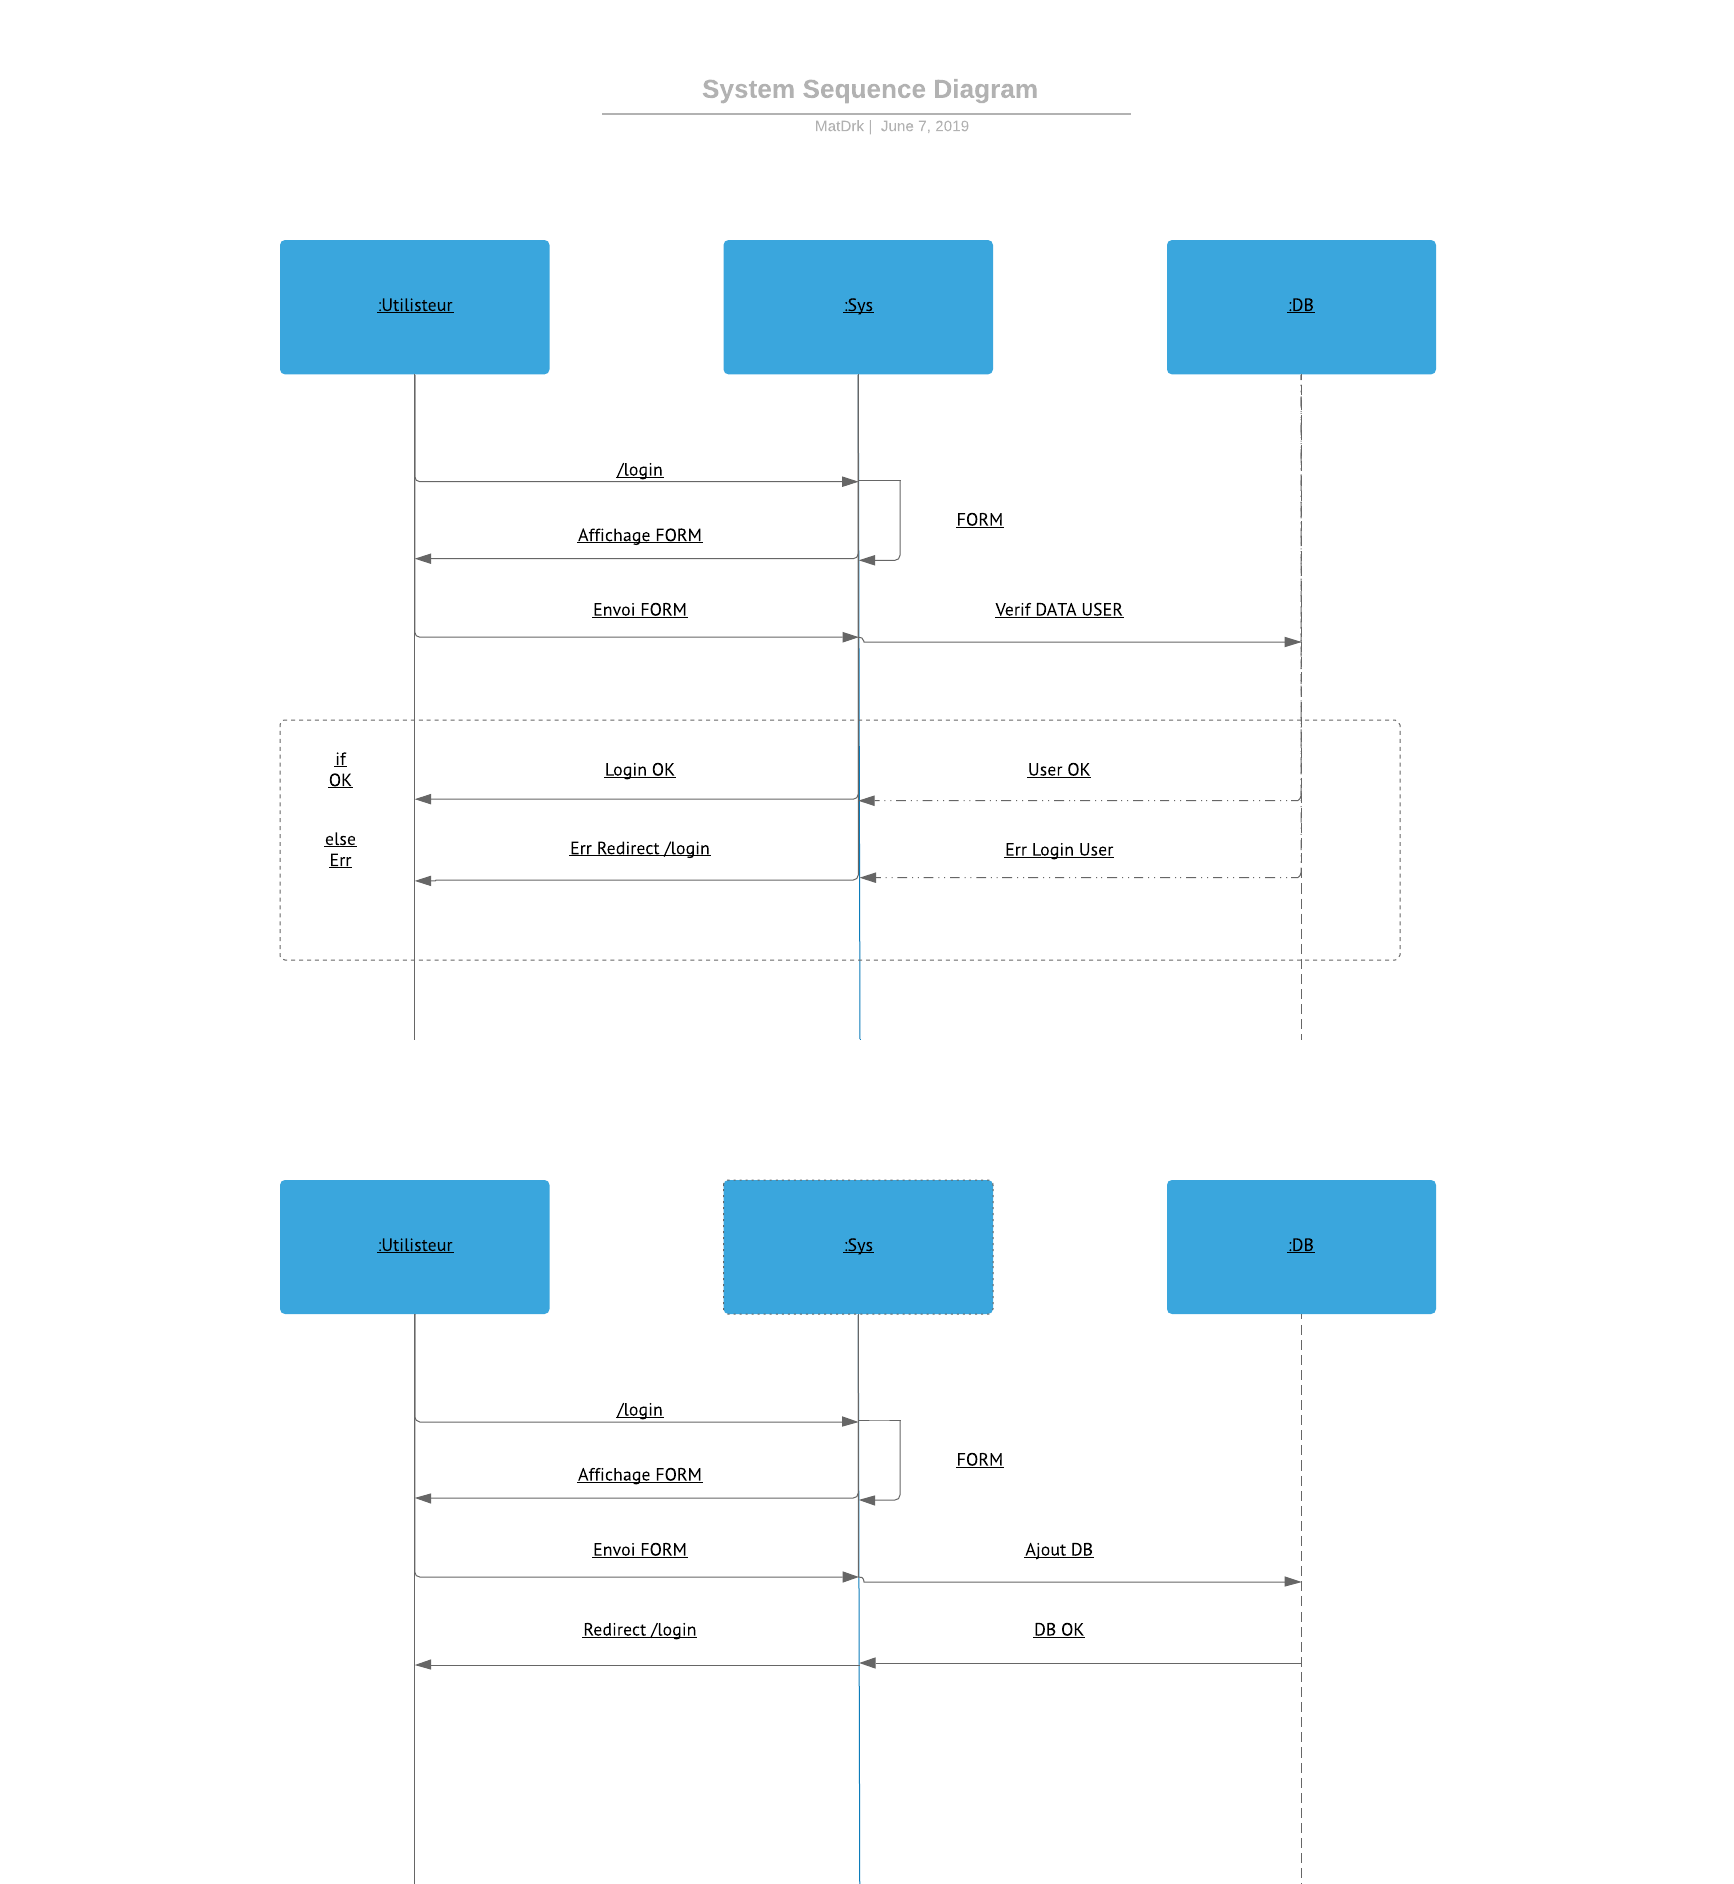 System Sequence Diagram
MatDrk | June 7, 2019
:Utilisteur
:Sys
:DB
/login
FORM
Affichage FORM
Envoi FORM
Verif DATA USER
if
OK
Login OK
User OK
else
Err
Err Redirect /login
Err Login User
:Utilisteur
:Sys
:DB
/login
FORM
Affichage FORM
Envoi FORM
Ajout DB
Redirect /login
DB OK